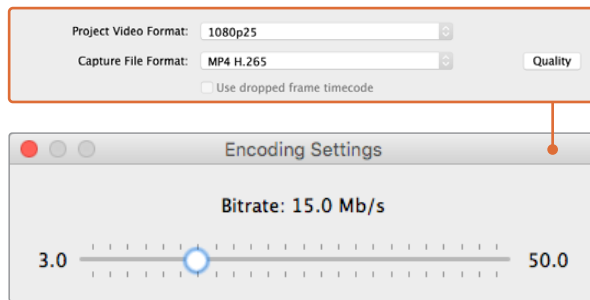 Project Video Format: 1080p25
Capture File Format: MP4 H.265 Quality
Use dropped frame timecode
Encoding Settings
Bitrate: 15.0 Mb/s
3.0 50.0